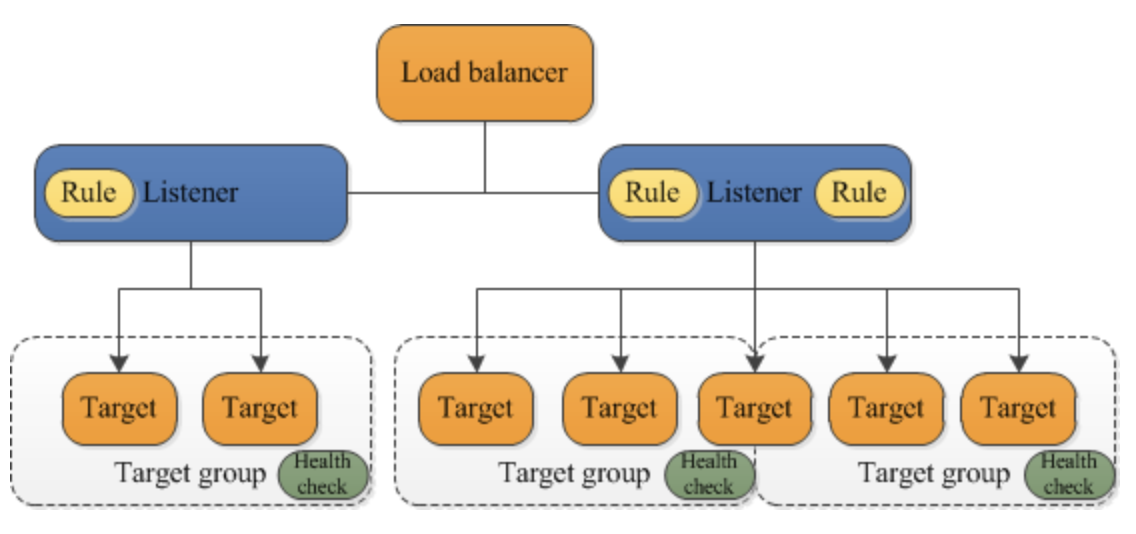 Load balancer
Rule Listener
Rule Listener Rule
Target Target Target Target Target Target Target
Target group Health check
Target group Health check
Target group Health check